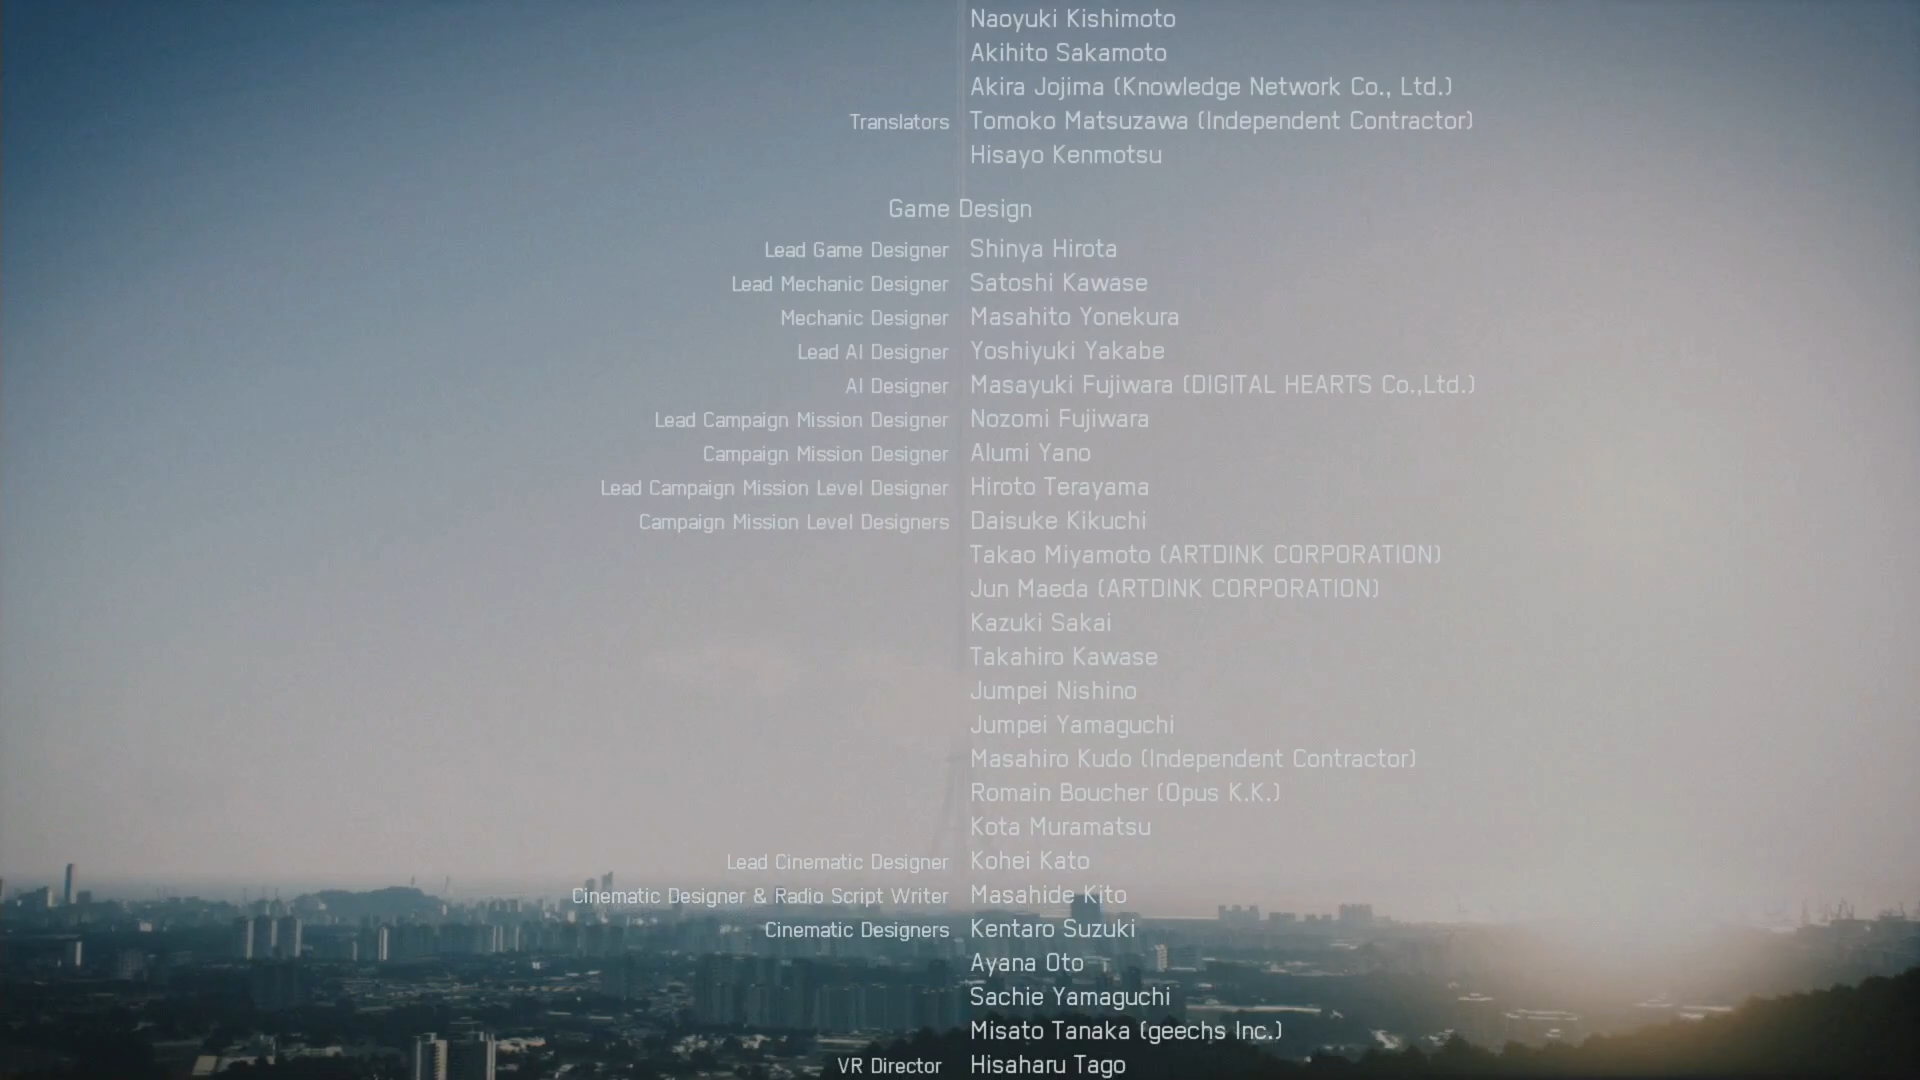 Naoyuki Kishimoto
Akihito Sakamoto
Akira Jojima (Knowledge Network Co., Ltd.)
Translators Tomoko Matsuzawa (Independent Contractor)
Hisayo Kenmotsu
Game Design
Lead Game Designer Shinya Hirota
Lead Mechanic Designer Satoshi Kawase
Mechanic Designer Masahito Yonekura
Lead AI Designer Yoshiyuki Yakabe
AI Designer Masayuki Fujiwara (DIGITAL HEARTS Co.,Ltd.)
Lead Campaign Mission Designer Nozomi Fujiwara
Campaign Mission Designer Alumi Yano
Lead Campaign Mission Level Designer Hiroto Terayama
Campaign Mission Level Designers Daisuke Kikuchi
Takao Miyamoto (ARTDINK CORPORATION)
Jun Maeda (ARTDINK CORPORATION)
Kazuki Sakai
Takahiro Kawase
Jumpei Nishino
Jumpei Yamaguchi
Masahiro Kudo (Independent Contractor)
Romain Boucher (Opus K.K.)
Kota Muramatsu
Lead Cinematic Designer Kohei Kato
Cinematic Designer & Radio Script Writer Masahide Kito
Cinematic Designers Kentaro Suzuki
Ayana Oto
Sachie Yamaguchi
Misato Tanaka (geechs Inc.)
VR Director Hisaharu Tago